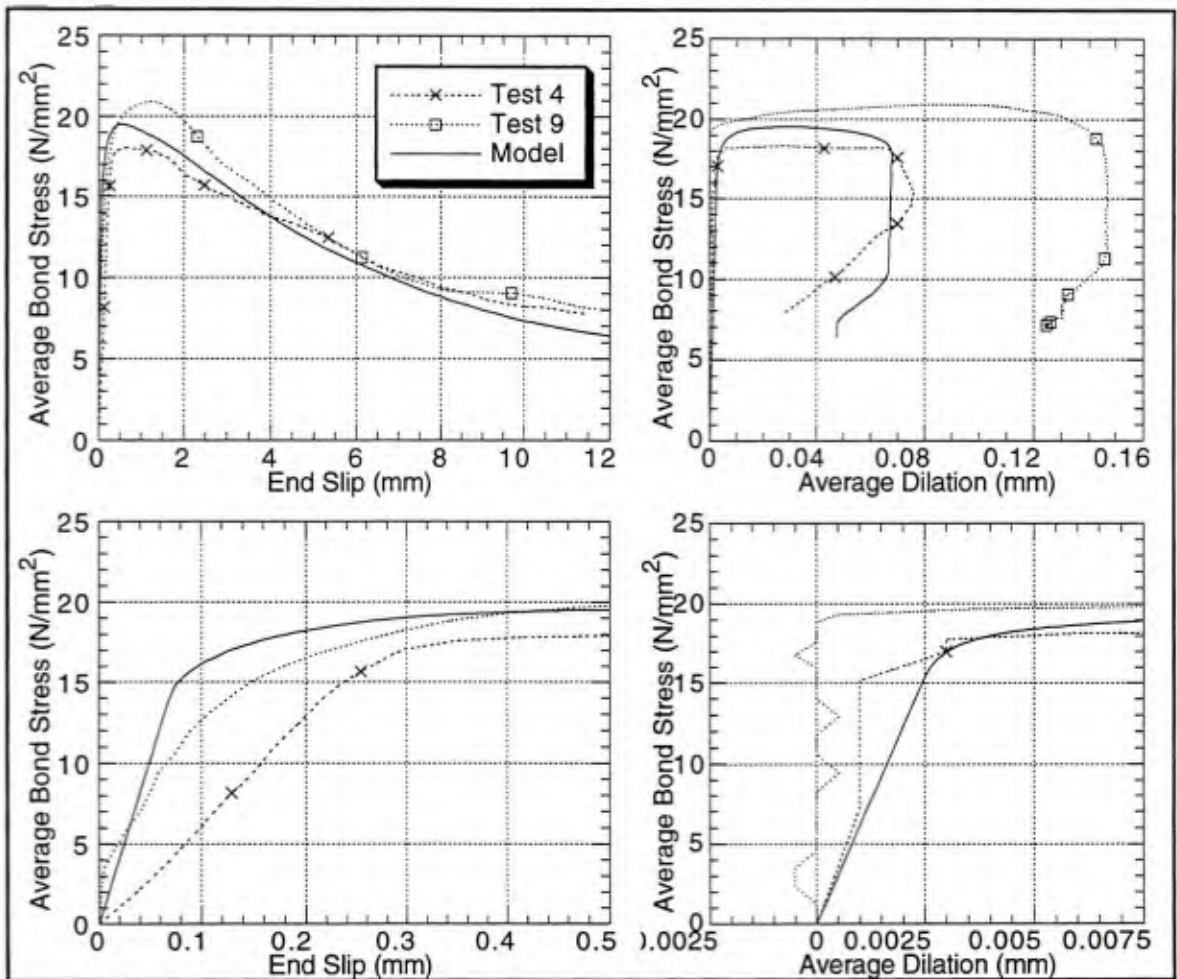 25
20
15
10
5
0
Average Bond Stress (N/mm²)
Test 4
Test 9
Model
0 2 4 6 8 10 12
End Slip (mm)
25
20
15
10
5
0
Average Bond Stress (N/mm²)
0 0.04 0.08 0.12 0.16
Average Dilation (mm)
25
20
15
10
5
0
Average Bond Stress (N/mm²)
0 0.1 0.2 0.3 0.4 0.5
End Slip (mm)
25
20
15
10
5
0
Average Bond Stress (N/mm²)
0.0025 0 0.0025 0.005 0.0075
Average Dilation (mm)